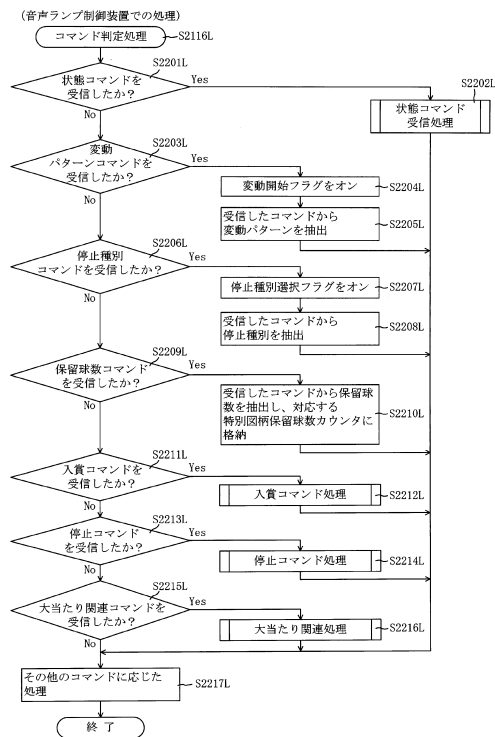 (音声ランプ制御装置での処理)
コマンド判定処理
S2116L
S2201L
状態コマンドを
受信したか?
Yes
No
S2202L
状態コマンド
受信処理
S2203L
変動
パターンコマンドを
受信したか?
Yes
No
変動開始フラグをオン
S2204L
受信したコマンドから
変動パターンを抽出
S2205L
S2206L
停止種別
コマンドを受信したか?
Yes
No
停止種別選択フラグをオン
S2207L
受信したコマンドから
停止種別を抽出
S2208L
S2209L
保留球数コマンド
を受信したか?
Yes
No
受信したコマンドから保留球
数を抽出し、対応する
特別図柄保留球数カウンタに
格納
S2210L
S2211L
入賞コマンドを
受信したか?
Yes
No
入賞コマンド処理
S2212L
S2213L
停止コマンド
を受信したか?
Yes
No
停止コマンド処理
S2214L
S2215L
大当たり関連コマンドを
受信したか?
Yes
No
大当たり関連処理
S2216L
その他のコマンドに応じた
処理
S2217L
終了